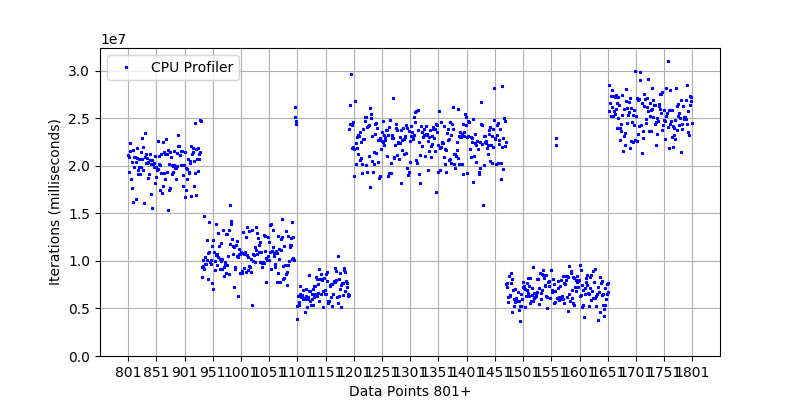 1e7
CPU Profiler
3.0
2.5
2.0
1.5
1.0
0.5
0.0
Iterations (milliseconds)
801 851 901 951 1001 1051 1101 1151 1201 1251 1301 1351 1401 1451 1501 1551 1601 1651 1701 1751 1801
Data Points 801+